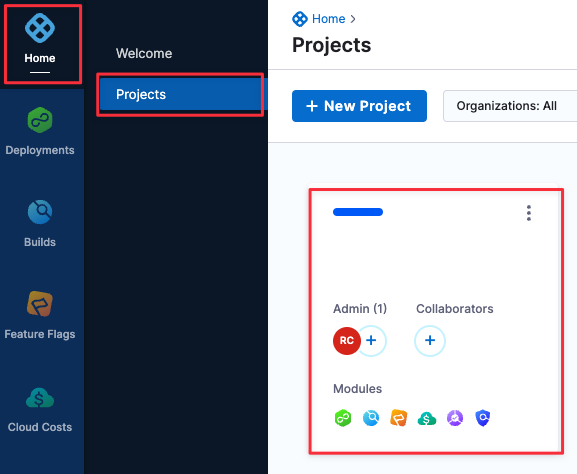 Home
Deployments
Builds
Feature Flags
Cloud Costs
Welcome
Projects
Home >
Projects
+ New Project
Organizations: All
Admin (1)
Collaborators
RC +
+
Modules